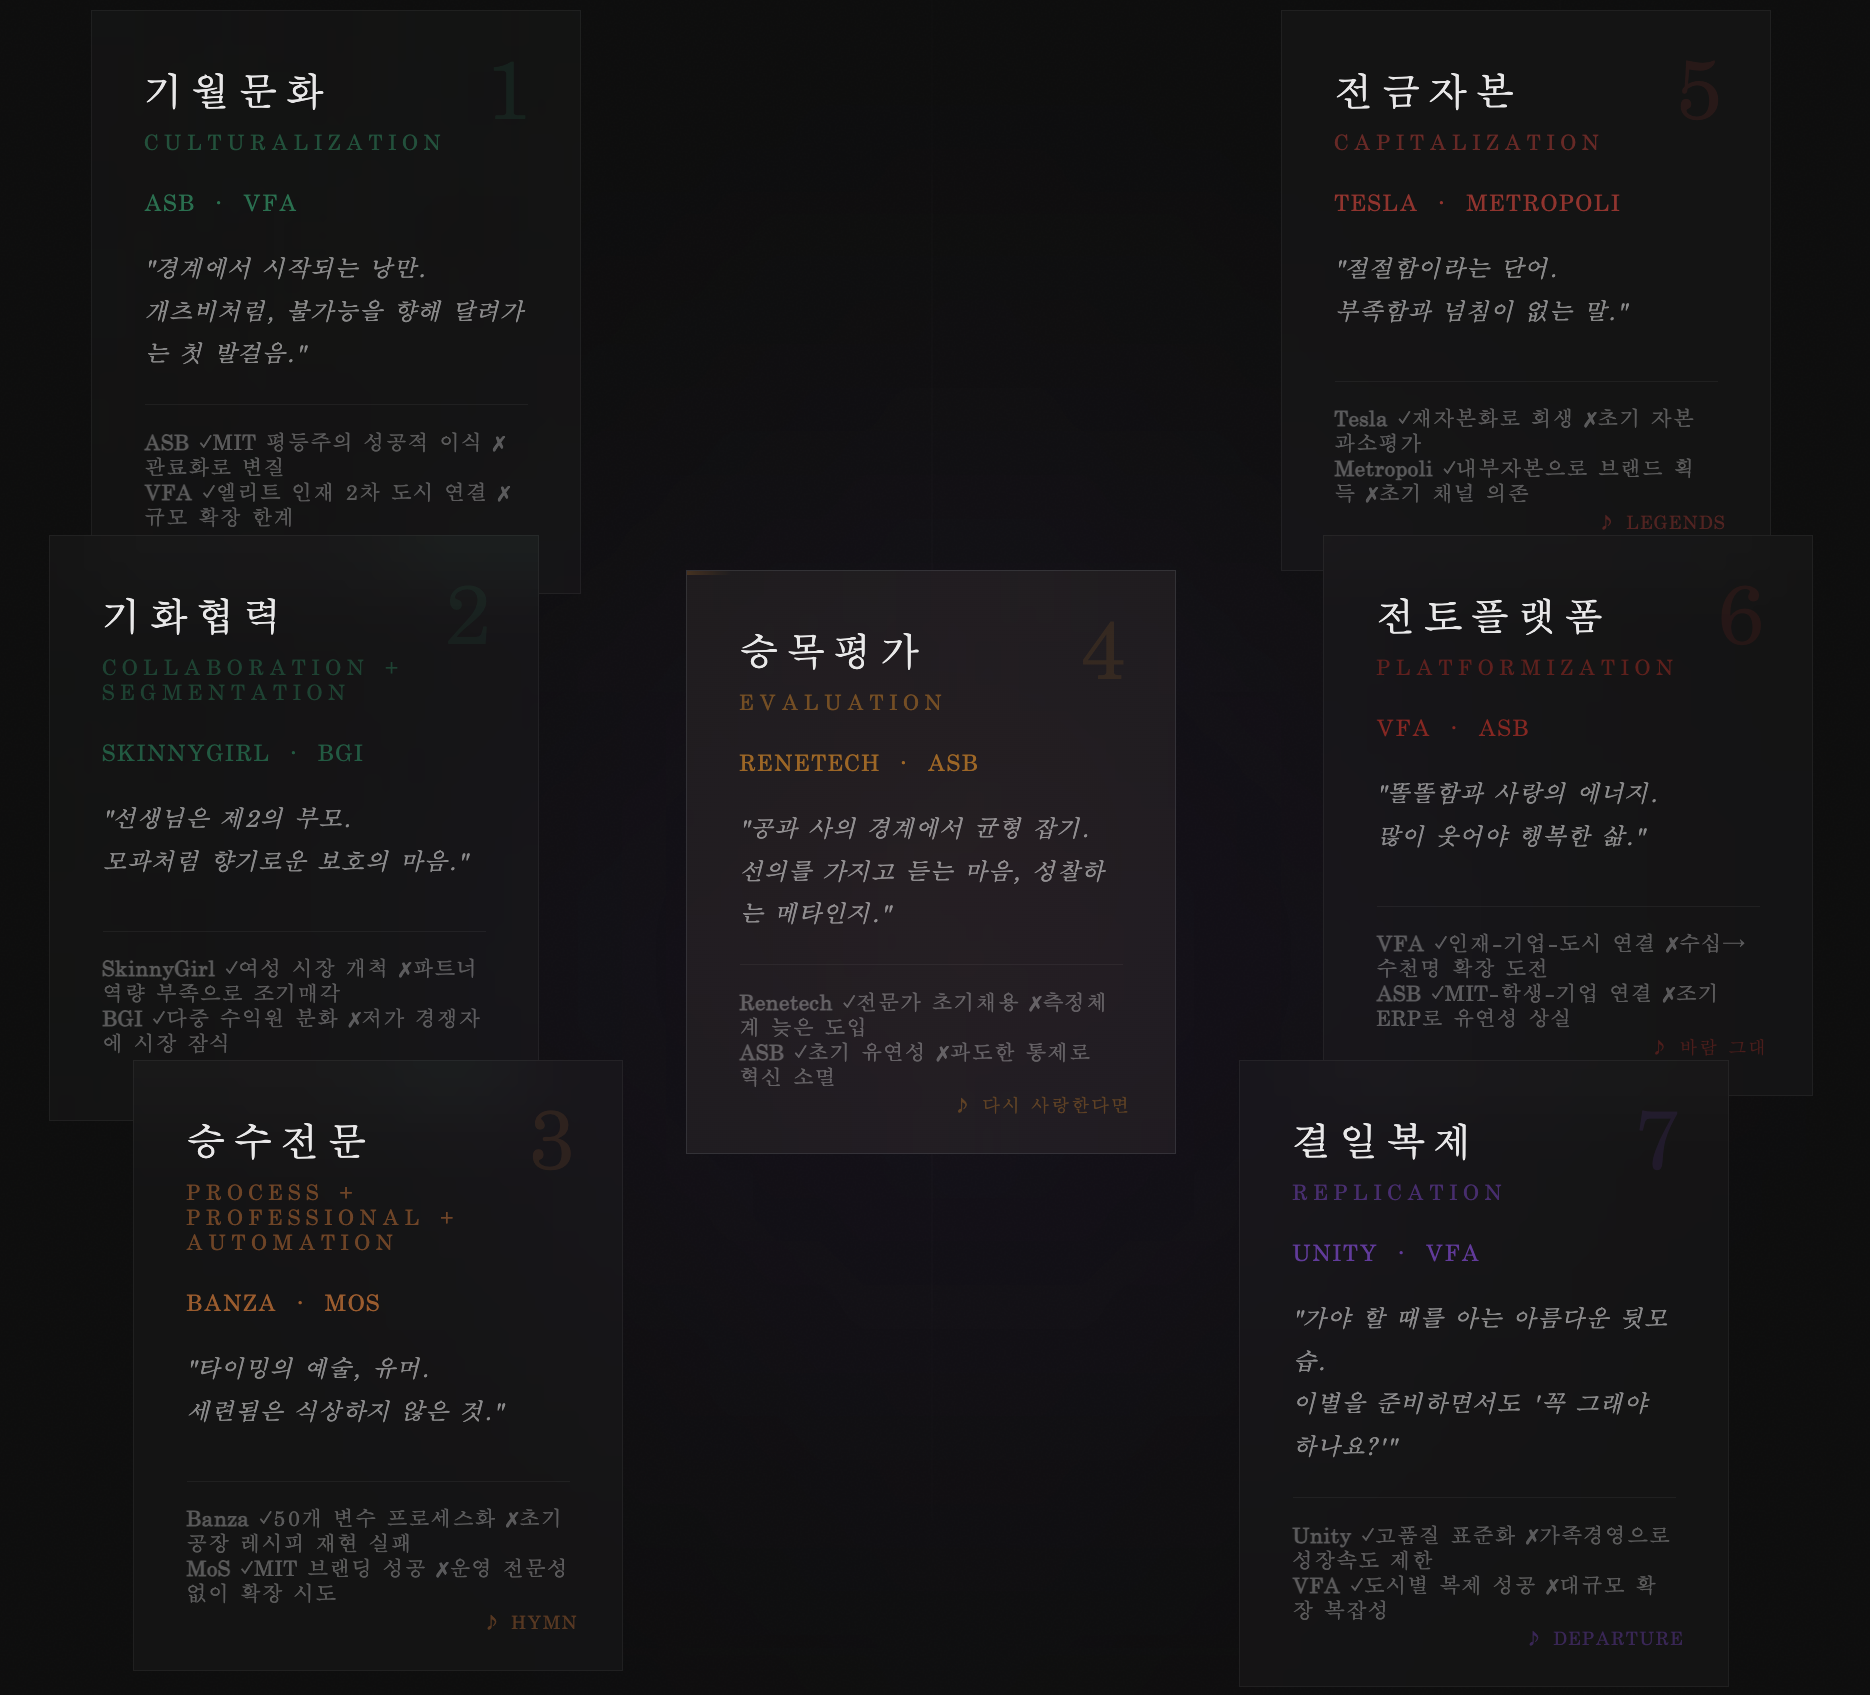 기월문화
1
CULTURALIZATION
ASB · VFA
"경계에서 시작되는 낭만.
개츠비처럼, 불가능을 향해 달려가
는 첫 발걸음."
ASB ✓MIT 평등주의 성공적 이식 ✗
관료화로 변질
VFA ✓엘리트 인재 2차 도시 연결 ✗
규모 확장 한계
기화협력
2
COLLABORATION +
SEGMENTATION
SKINNYGIRL · BGI
"선생님은 제2의 부모.
모과처럼 향기로운 보호의 마음."
SkinnyGirl ✓여성 시장 개척 ✗파트너
역량 부족으로 조기매각
BGI ✓다중 수익원 분화 ✗저가 경쟁자
에 시장 잠식
승수전문
3
PROCESS +
PROFESSIONAL +
AUTOMATION
BANZA · MOS
"타이밍의 예술, 유머.
세련됨은 식상하지 않은 것."
Banza ✓50개 변수 프로세스화 ✗초기
공장 레시피 재현 실패
MoS ✓MIT 브랜딩 성공 ✗운영 전문성
없이 확장 시도
♪ HYMN
승목평가
4
EVALUATION
RENETECH · ASB
"공과 사의 경계에서 균형 잡기.
선의를 가지고 듣는 마음, 성찰하
는 메타인지."
Renetech ✓전문가 초기채용 ✗측정체
계 늦은 도입
ASB ✓초기 유연성 ✗과도한 통제로
혁신 소멸
♪ 다시 사랑한다면
전금자본
5
CAPITALIZATION
TESLA · METROPOLI
"절절함이라는 단어.
부족함과 넘침이 없는 말."
Tesla ✓재자본화로 회생 ✗초기 자본
과소평가
Metropoli ✓내부자본으로 브랜드 획
득 ✗초기 채널 의존
♪ LEGENDS
전토플랫폼
6
PLATFORMIZATION
VFA · ASB
"똘똘함과 사랑의 에너지.
많이 웃어야 행복한 삶."
VFA ✓인재-기업-도시 연결 ✗수십→
수천명 확장 도전
ASB ✓MIT-학생-기업 연결 ✗조기
ERP로 유연성 상실
♪ 바람 그대
결일복제
7
REPLICATION
UNITY · VFA
"가야 할 때를 아는 아름다운 뒷모
습.
이별을 준비하면서도 '꼭 그래야
하나요?'"
Unity ✓고품질 표준화 ✗가족경영으로
성장속도 제한
VFA ✓도시별 복제 성공 ✗대규모 확
장 복잡성
♪ DEPARTURE